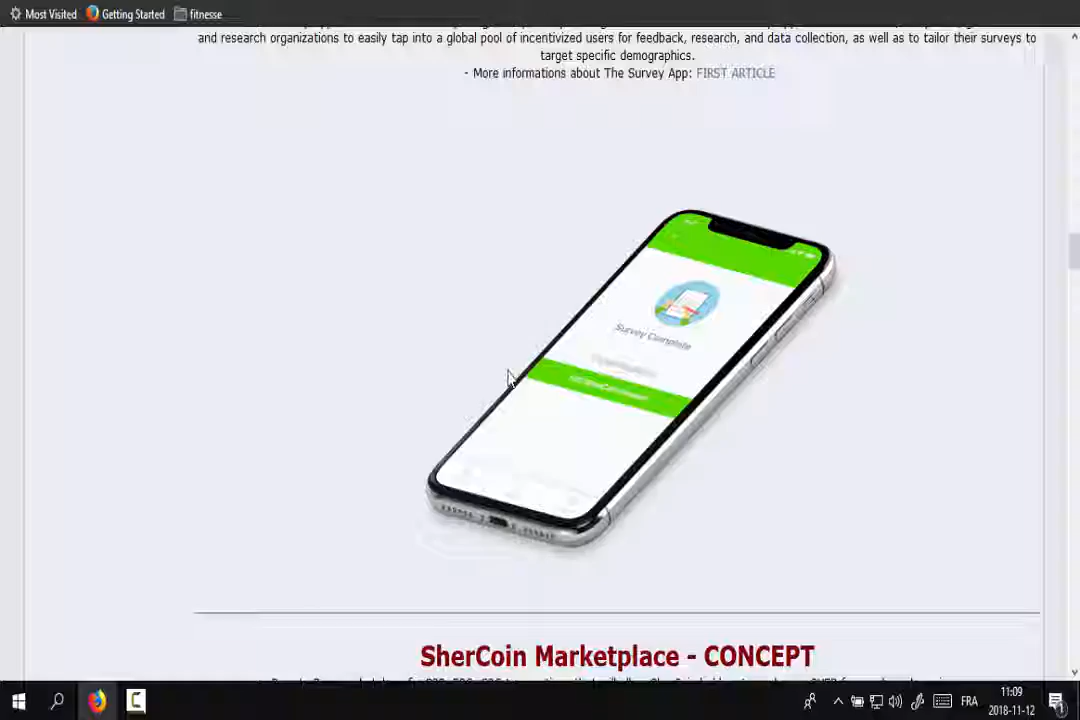 Most Visited Getting Started fitnesse
and research organizations to easily tap into a global pool of incentivized users for feedback, research, and data collection, as well as to tailor their surveys to
target specific demographics.
- More informations about The Survey App: FIRST ARTICLE
Survey Complete
SherCoin Marketplace - CONCEPT
FRA
11:09
2018-11-12